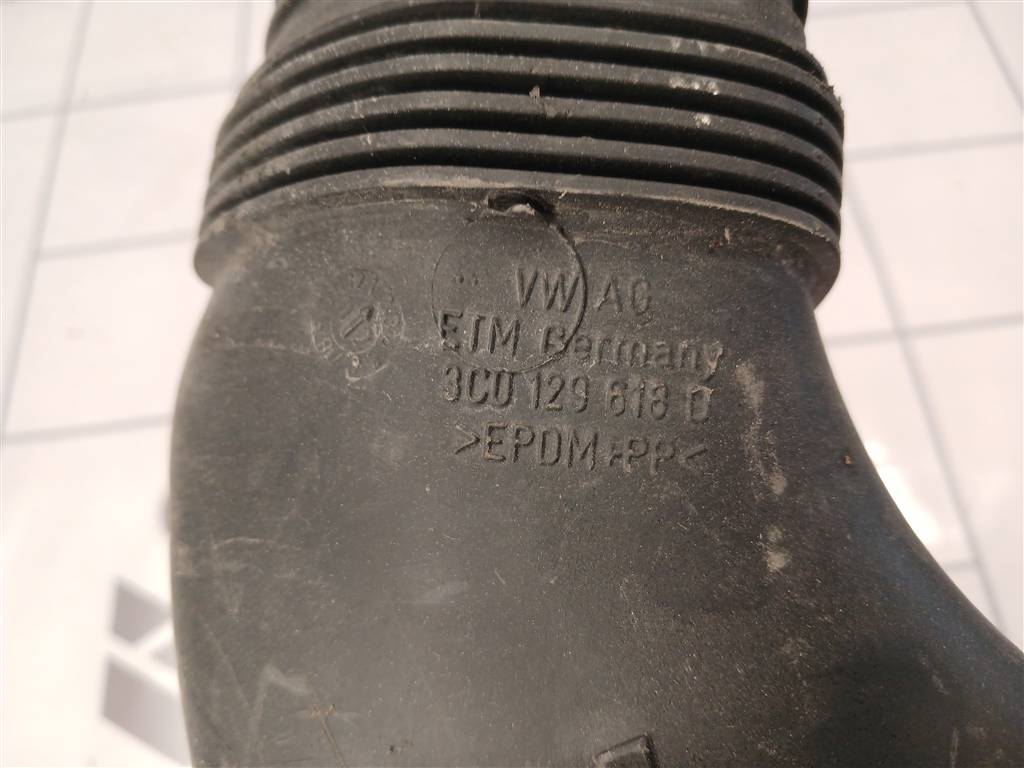 VW AG
ETM Germany
3C0 129 618 D
>EPDM+PP<